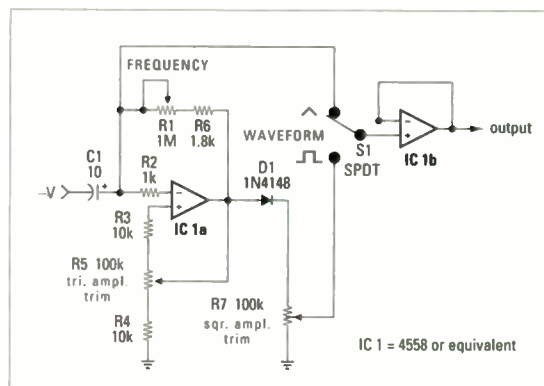 FREQUENCY
R1
1M
R6
1.8k
C1
10
+
–V
R2
1k
–
+
IC 1a
R3
10k
R5 100k
tri. ampl.
trim
R4
10k
D1
1N4148
R7 100k
sqr. ampl.
trim
WAVEFORM
S1
SPDT
–
+
IC 1b
output
IC 1 = 4558 or equivalent